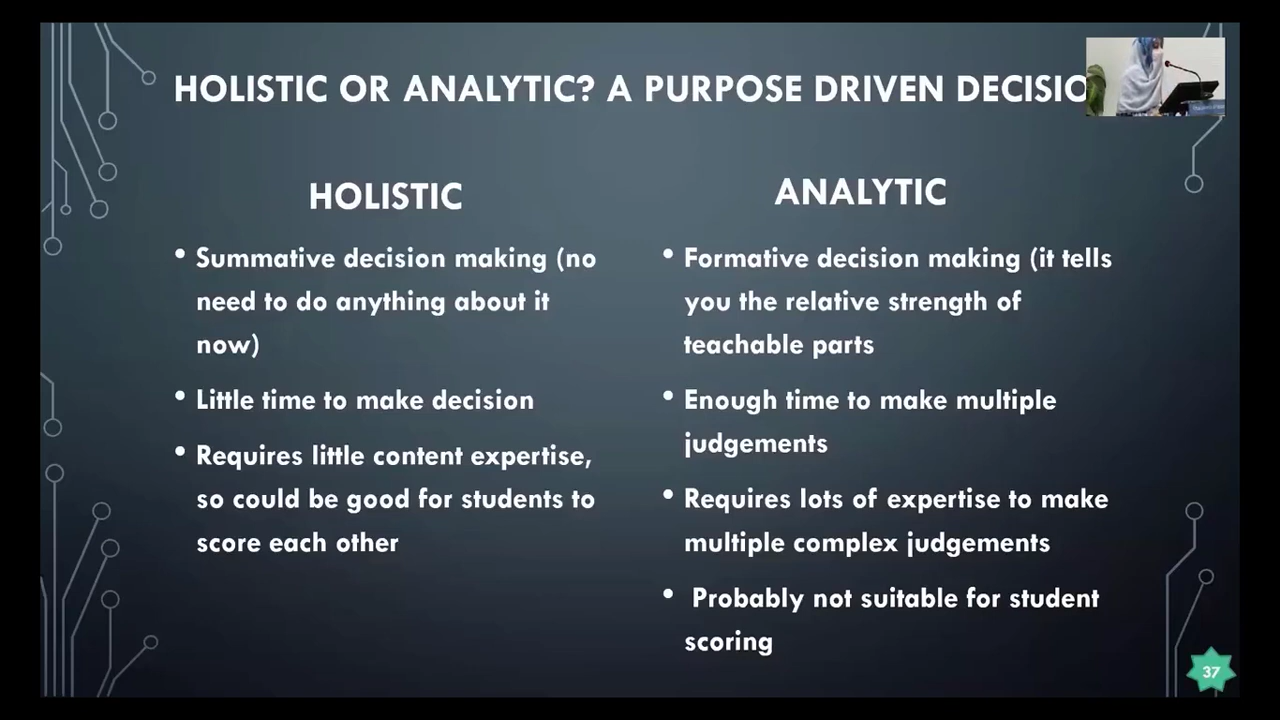 HOLISTIC OR ANALYTIC? A PURPOSE DRIVEN DECISIO
HOLISTIC
• Summative decision making (no
need to do anything about it
now)
• Little time to make decision
• Requires little content expertise,
so could be good for students to
score each other
ANALYTIC
• Formative decision making (it tells
you the relative strength of
teachable parts
• Enough time to make multiple
judgements
• Requires lots of expertise to make
multiple complex judgements
• Probably not suitable for student
scoring
37